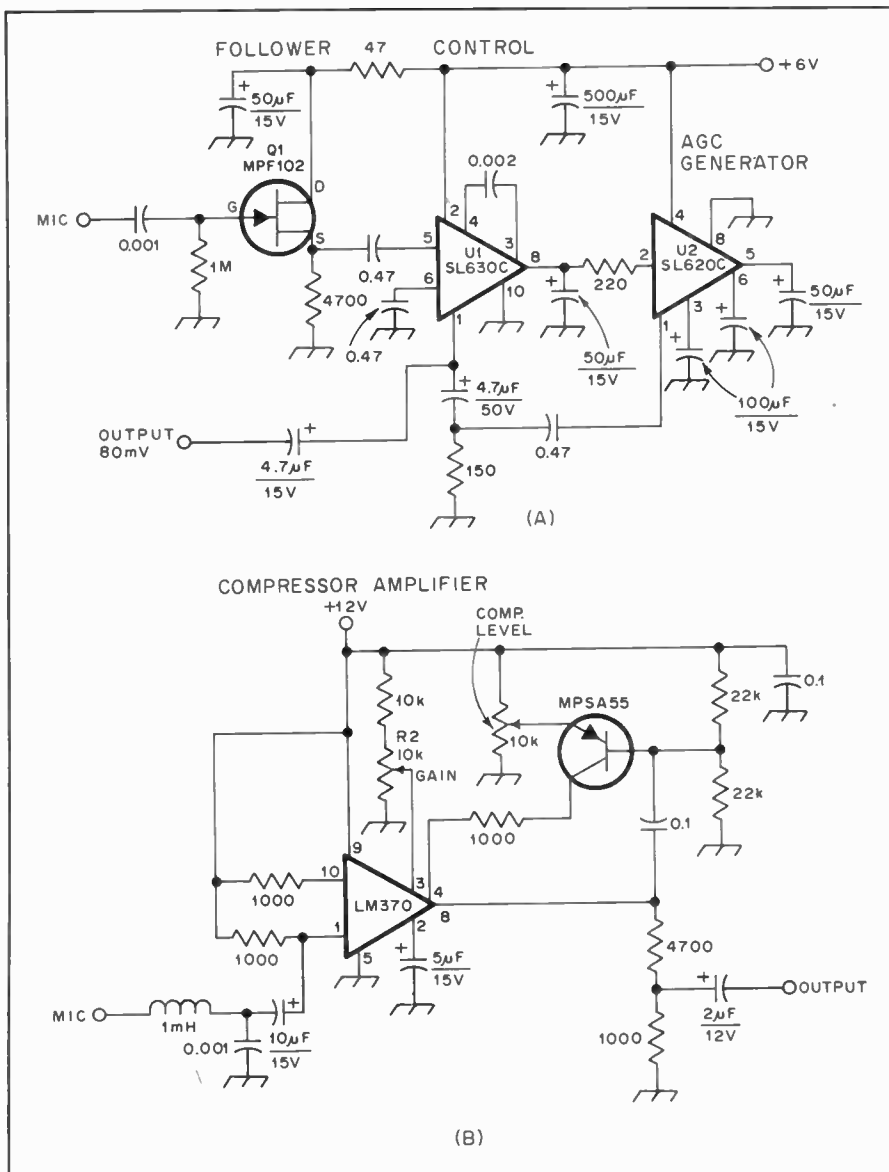 FOLLOWER
47
CONTROL
+6V
+
50µF
15V
+
500µF
15V
Q1
MPF102
AGC
GENERATOR
0.002
D
G
S
MIC
0.001
1M
4700
0.47
0.47
2
4
5
3
6
U1
SL630C
8
10
1
220
+
50µF
15V
4
2
8
U2
SL620C
5
6
3
1
+
50µF
15V
+
+
100µF
15V
+
4.7µF
50V
0.47
150
OUTPUT
80mV
+
4.7µF
15V
(A)
COMPRESSOR AMPLIFIER
+12V
COMP.
LEVEL
10k
R2
10k
GAIN
10k
MPSA55
22k
0.1
22k
0.1
1000
9
10
3
4
LM370
8
1
2
5
1000
1000
+
5µF
15V
4700
MIC
1mH
0.001
+
10µF
15V
+
2µF
12V
OUTPUT
1000
(B)